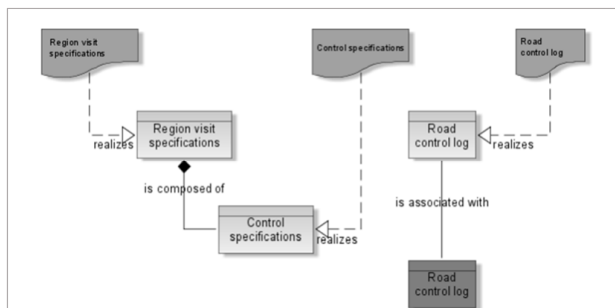 Region visit
specifications
Control specifications
Road
control log
Region visit
specifications
Road
control log
realizes
realizes
is composed of
is associated with
Control
specifications
realizes
Road
control log